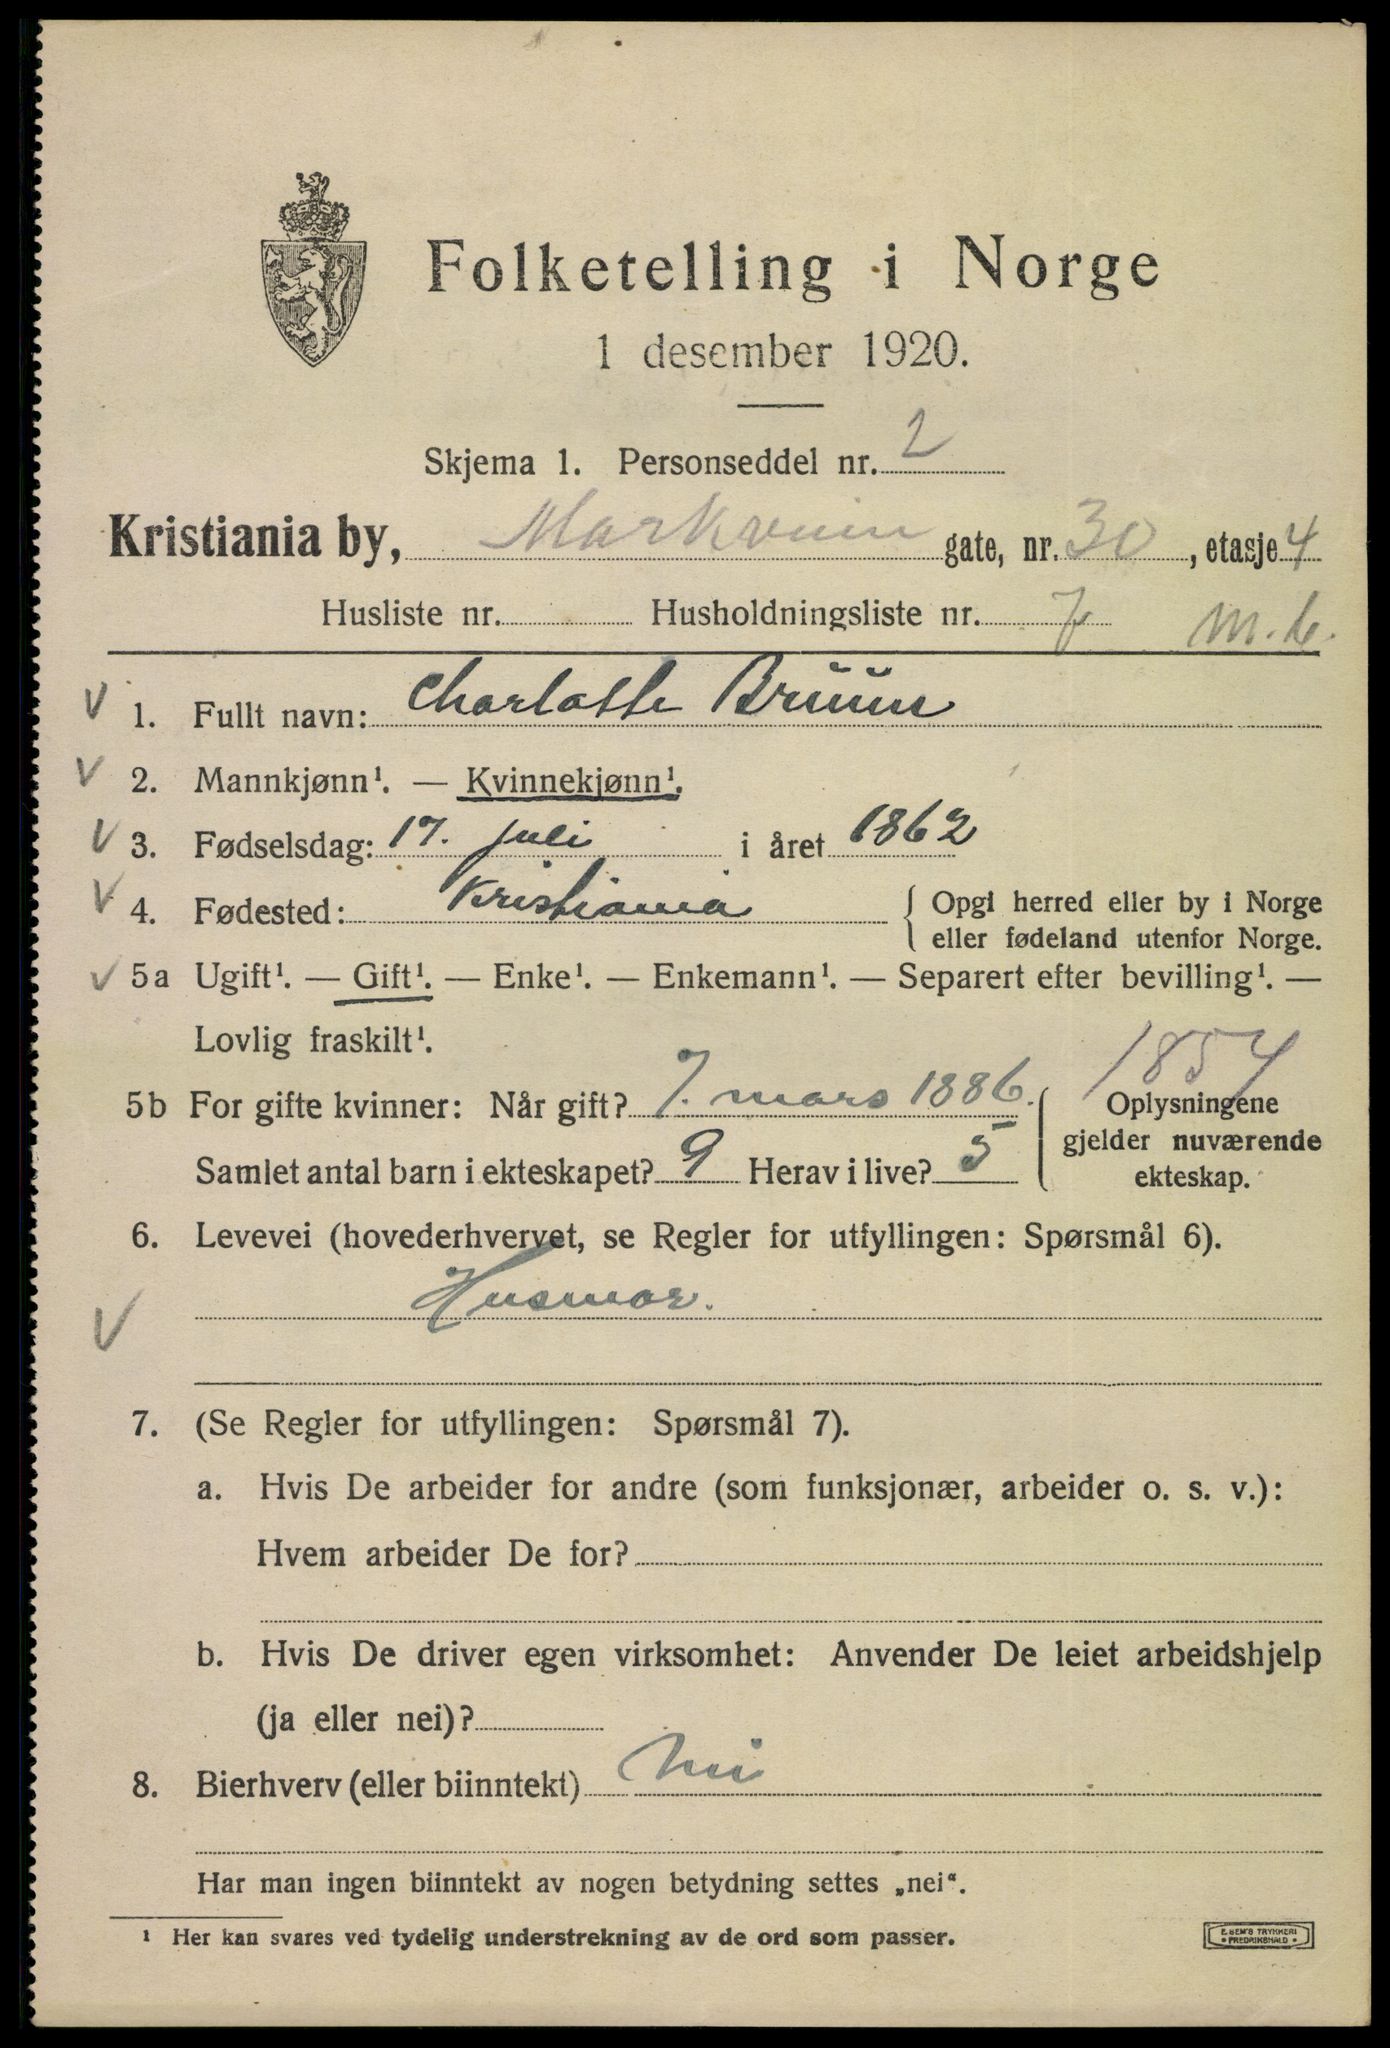 Folketelling i Norge
1 desember 1920.
Skjema 1. Personseddel nr. 2
Kristiania by, Markveien gate, nr. 30, etasje 4
Husliste nr. Husholdningsliste nr. 7
1. Fullt navn: Charlotte Bruun
2. Mannkjønn¹. — Kvinnekjønn¹.
3. Fødselsdag: 17. juli i året 1862
4. Fødested: Kristiania { Opgi herred eller by i Norge
eller fødeland utenfor Norge.
5a Ugift¹. — Gift¹. — Enke¹. — Enkemann¹. — Separert efter bevilling¹. —
Lovlig fraskilt¹.
1854
5b For gifte kvinner: Når gift? 7. mars 1886. { Oplysningene
gjelder nuværende
Samlet antal barn i ekteskapet? 9 Herav i live? 5 ekteskap.
6. Levevei (hovederhvervet, se Regler for utfyllingen: Spørsmål 6).
Husmor.
7. (Se Regler for utfyllingen: Spørsmål 7).
a. Hvis De arbeider for andre (som funksjonær, arbeider o. s. v.):
Hvem arbeider De for?
b. Hvis De driver egen virksomhet: Anvender De leiet arbeidshjelp
(ja eller nei)?
8. Bierhverv (eller biinntekt) nei
Har man ingen biinntekt av nogen betydning settes „nei“.
¹ Her kan svares ved tydelig understrekning av de ord som passer.
E. SEM'S TRYKKERI
• FREDRIKSHALD •